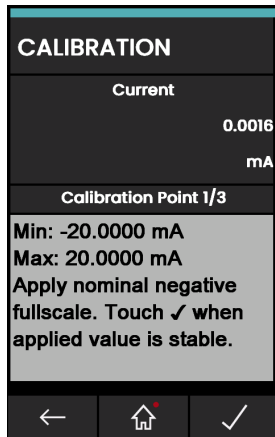 CALIBRATION
Current
0.0016
mA
Calibration Point 1/3
Min: -20.0000 mA
Max: 20.0000 mA
Apply nominal negative
fullscale. Touch ✓ when
applied value is stable.